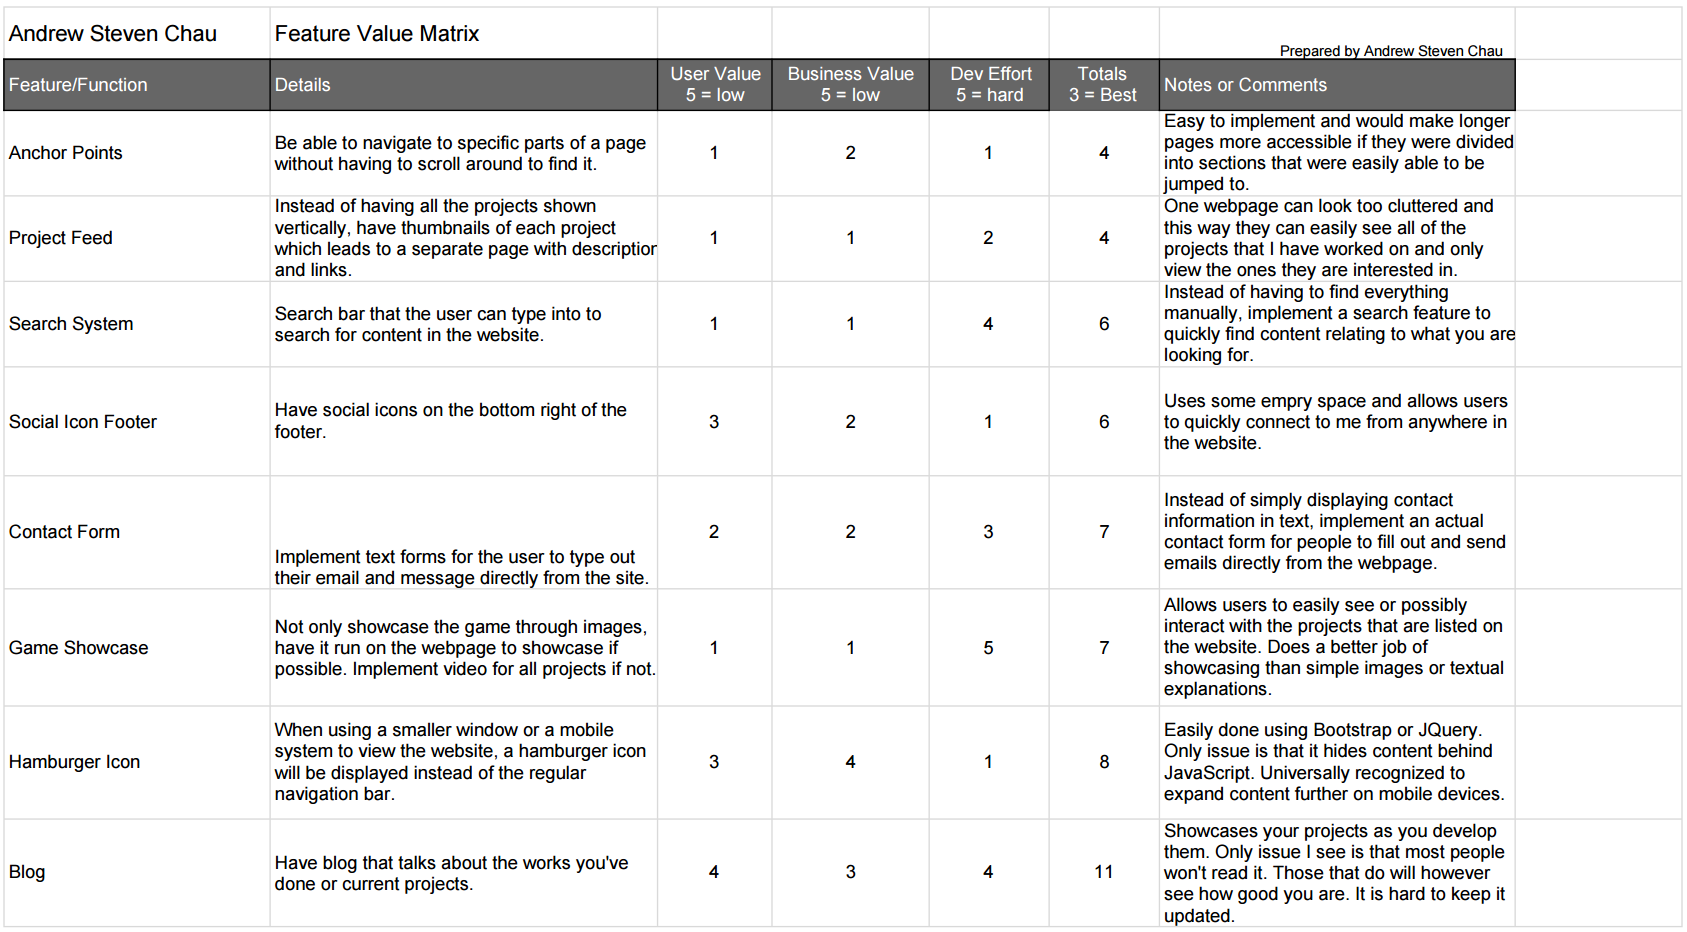 Andrew Steven Chau
Feature Value Matrix
Prepared by Andrew Steven Chau
Feature/Function
Details
User Value
5 = low
Business Value
5 = low
Dev Effort
5 = hard
Totals
3 = Best
Notes or Comments
Anchor Points
Be able to navigate to specific parts of a page
without having to scroll around to find it.
1
2
1
4
Easy to implement and would make longer
pages more accessible if they were divided
into sections that were easily able to be
jumped to.
Project Feed
Instead of having all the projects shown
vertically, have thumbnails of each project
which leads to a separate page with description
and links.
1
1
2
4
One webpage can look too cluttered and
this way they can easily see all of the
projects that I have worked on and only
view the ones they are interested in.
Search System
Search bar that the user can type into to
search for content in the website.
1
1
4
6
Instead of having to find everything
manually, implement a search feature to
quickly find content relating to what you are
looking for.
Social Icon Footer
Have social icons on the bottom right of the
footer.
3
2
1
6
Uses some empry space and allows users
to quickly connect to me from anywhere in
the website.
Contact Form
Implement text forms for the user to type out
their email and message directly from the site.
2
2
3
7
Instead of simply displaying contact
information in text, implement an actual
contact form for people to fill out and send
emails directly from the webpage.
Game Showcase
Not only showcase the game through images,
have it run on the webpage to showcase if
possible. Implement video for all projects if not.
1
1
5
7
Allows users to easily see or possibly
interact with the projects that are listed on
the website. Does a better job of
showcasing than simple images or textual
explanations.
Hamburger Icon
When using a smaller window or a mobile
system to view the website, a hamburger icon
will be displayed instead of the regular
navigation bar.
3
4
1
8
Easily done using Bootstrap or JQuery.
Only issue is that it hides content behind
JavaScript. Universally recognized to
expand content further on mobile devices.
Blog
Have blog that talks about the works you've
done or current projects.
4
3
4
11
Showcases your projects as you develop
them. Only issue I see is that most people
won't read it. Those that do will however
see how good you are. It is hard to keep it
updated.